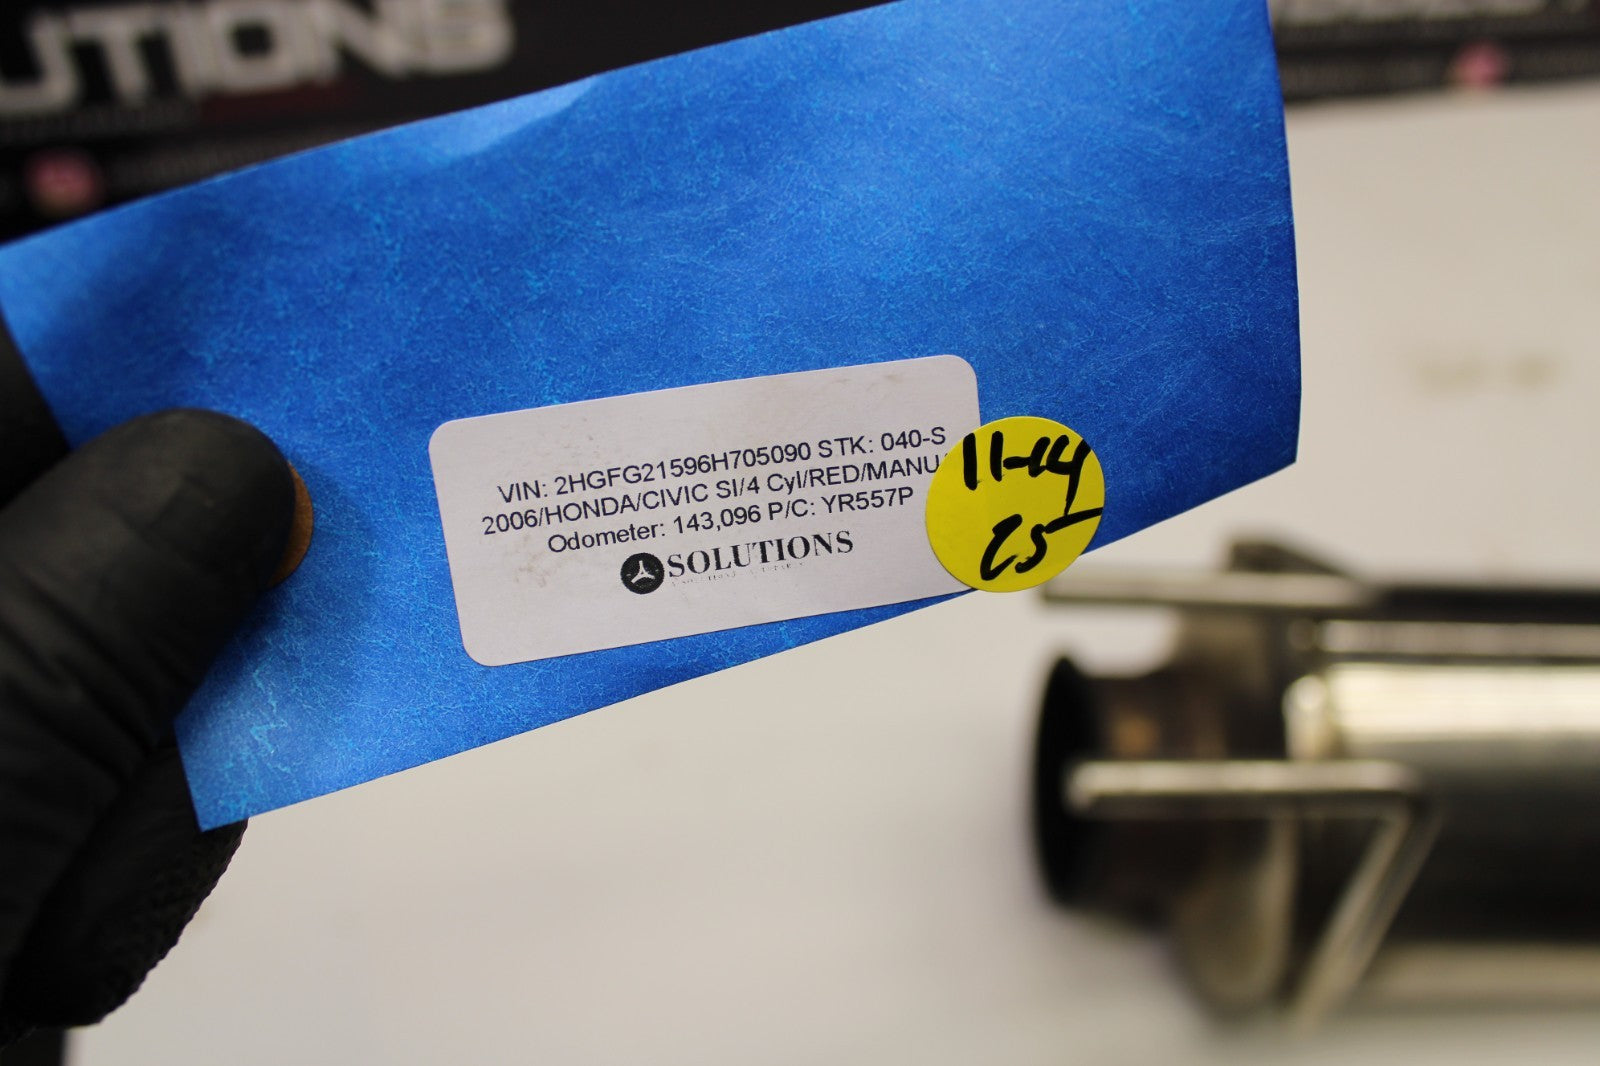 UTIONS
VIN: 2HGFG21596H705090 STK: 040-S
2006/HONDA/CIVIC SI/4 Cyl/RED/MANU
Odometer: 143,096 P/C: YR557P
SOLUTIONS
11-14
25